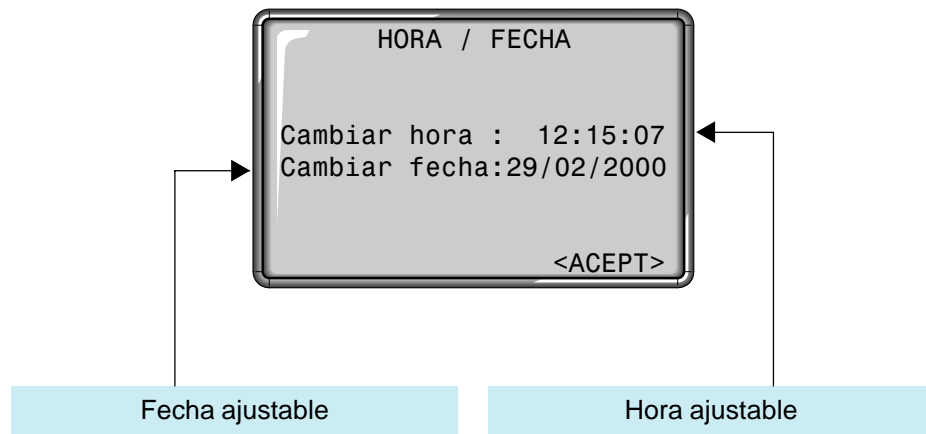 HORA / FECHA
Cambiar hora : 12:15:07
Cambiar fecha:29/02/2000
<ACEPT>
Fecha ajustable
Hora ajustable